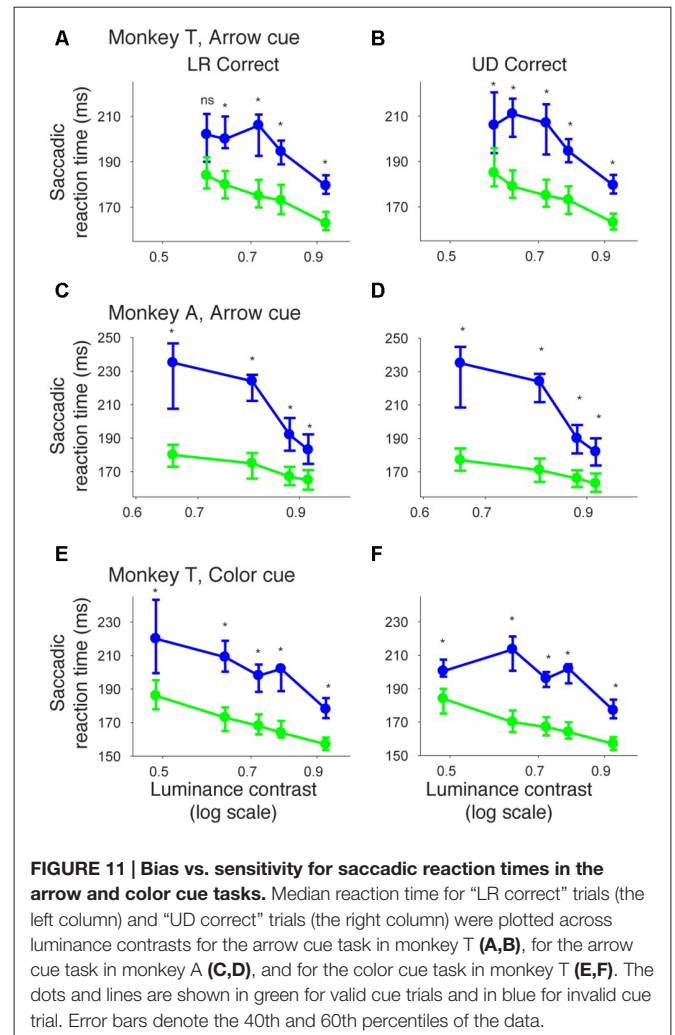 A Monkey T, Arrow cue B
LR Correct UD Correct
Saccadic
reaction time (ms)
210
190
170
ns * * * *
0.5 0.7 0.9
210
190
170
* * * * *
0.5 0.7 0.9
C Monkey A, Arrow cue D
Saccadic
reaction time (ms)
250
230
210
190
170
* * * *
0.6 0.7 0.9
250
230
210
190
170
* * * *
0.6 0.7 0.9
E Monkey T, Color cue F
Saccadic
reaction time (ms)
230
210
190
170
150
* * * * *
0.5 0.7 0.9
Luminance contrast
(log scale)
230
210
190
170
150
* * * * *
0.5 0.7 0.9
Luminance contrast
(log scale)
FIGURE 11 | Bias vs. sensitivity for saccadic reaction times in the
arrow and color cue tasks. Median reaction time for “LR correct” trials (the
left column) and “UD correct” trials (the right column) were plotted across
luminance contrasts for the arrow cue task in monkey T (A,B), for the arrow
cue task in monkey A (C,D), and for the color cue task in monkey T (E,F). The
dots and lines are shown in green for valid cue trials and in blue for invalid cue
trial. Error bars denote the 40th and 60th percentiles of the data.